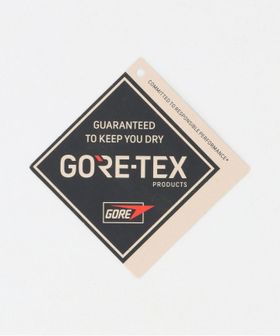 COMMITTED TO RESPONSIBLE PERFORMANCE*
GUARANTEED
TO KEEP YOU DRY
GORE-TEX
PRODUCTS
GORE